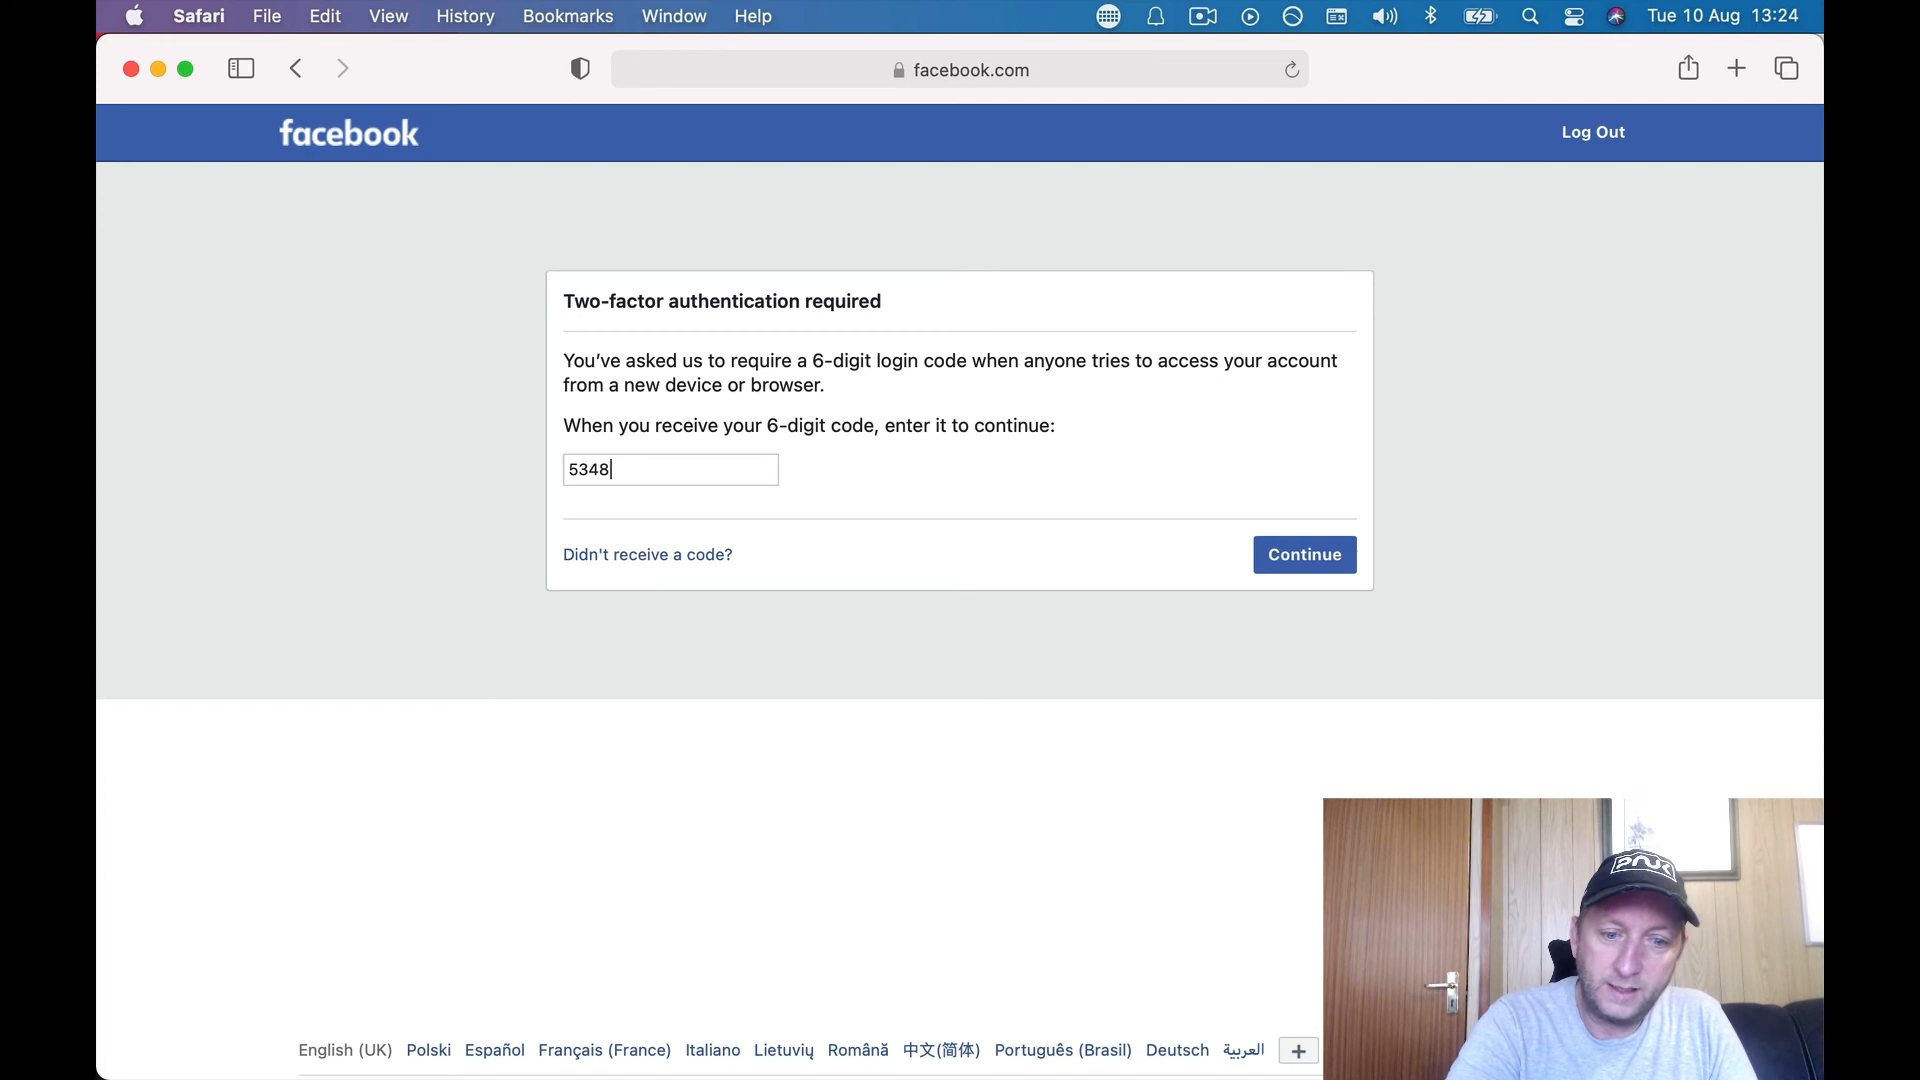 Safari File Edit View History Bookmarks Window Help Tue 10 Aug 13:24
facebook.com
facebook Log Out
Two-factor authentication required
You've asked us to require a 6-digit login code when anyone tries to access your account
from a new device or browser.
When you receive your 6-digit code, enter it to continue:
5348
Didn't receive a code? Continue
English (UK) Polski Español Français (France) Italiano Lietuvių Română 中文(简体) Português (Brasil) Deutsch العربية